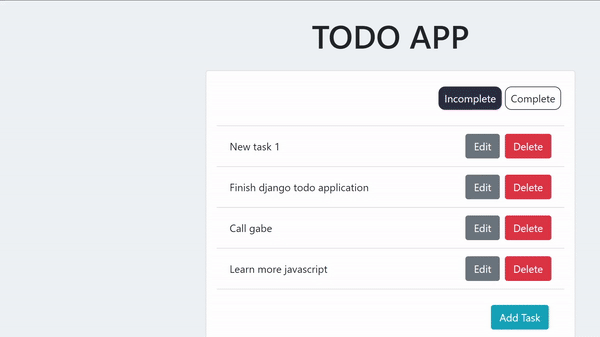 TODO APP
Incomplete Complete
New task 1 Edit Delete
Finish django todo application Edit Delete
Call gabe Edit Delete
Learn more javascript Edit Delete
Add Task